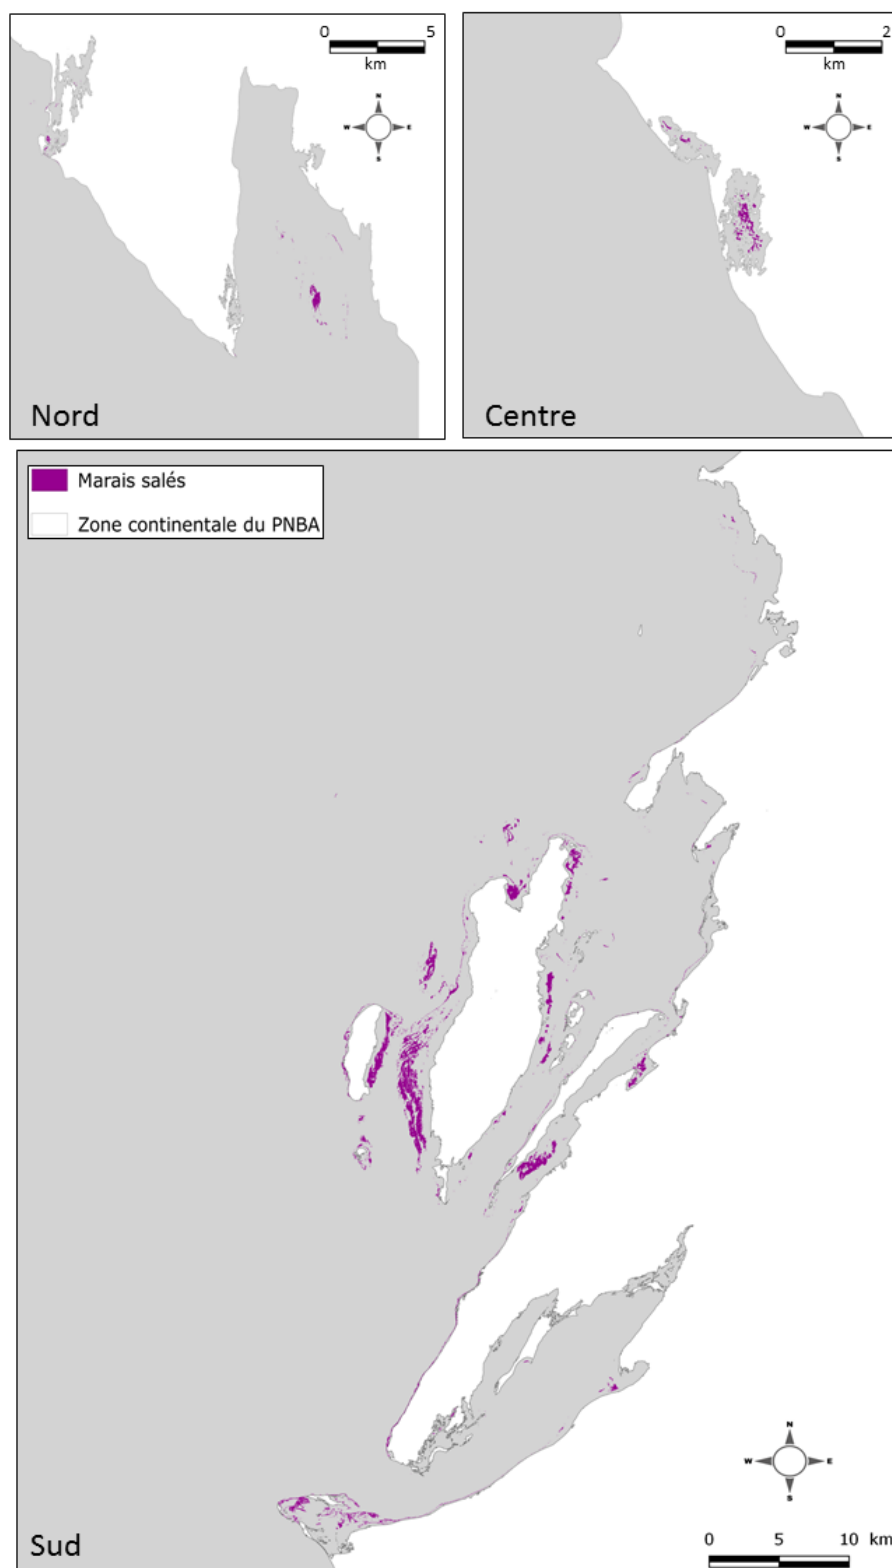 0 5
km
N
W E
S
Nord
0 2
km
N
W E
S
Centre
Marais salés
Zone continentale du PNBA
N
W E
S
Sud
0 5 10 km